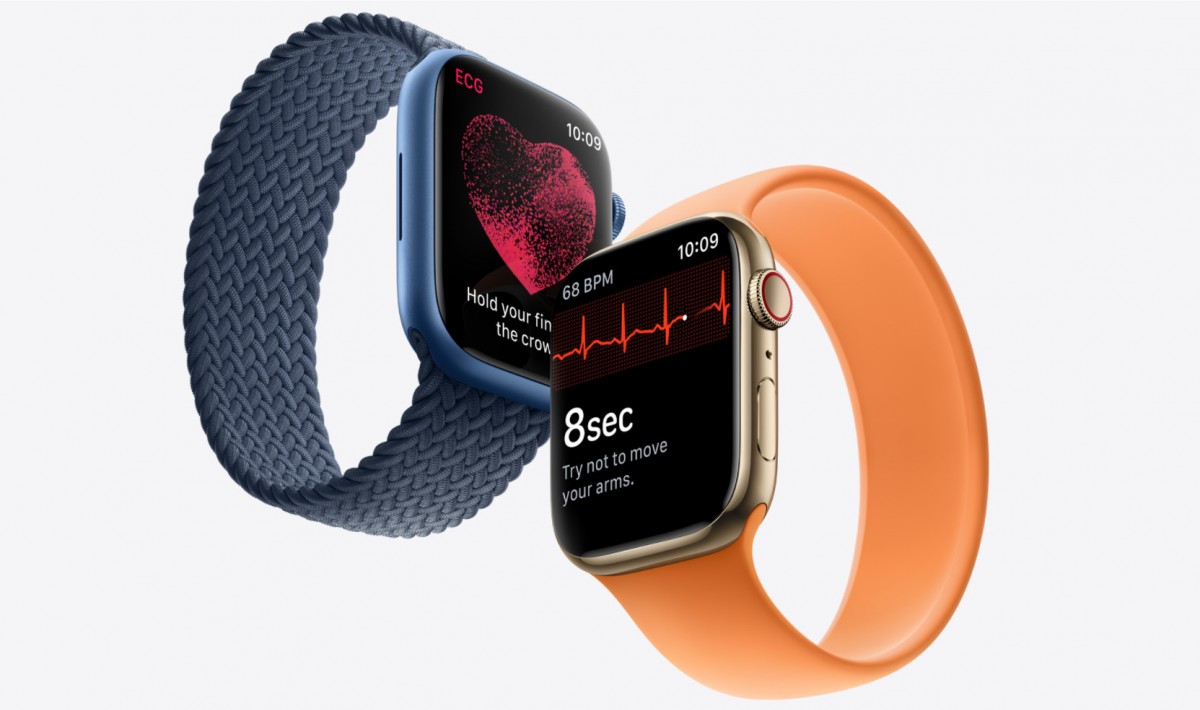 ECG
10:09
Hold your fin
the crow
10:09
68 BPM
8sec
Try not to move
your arms.